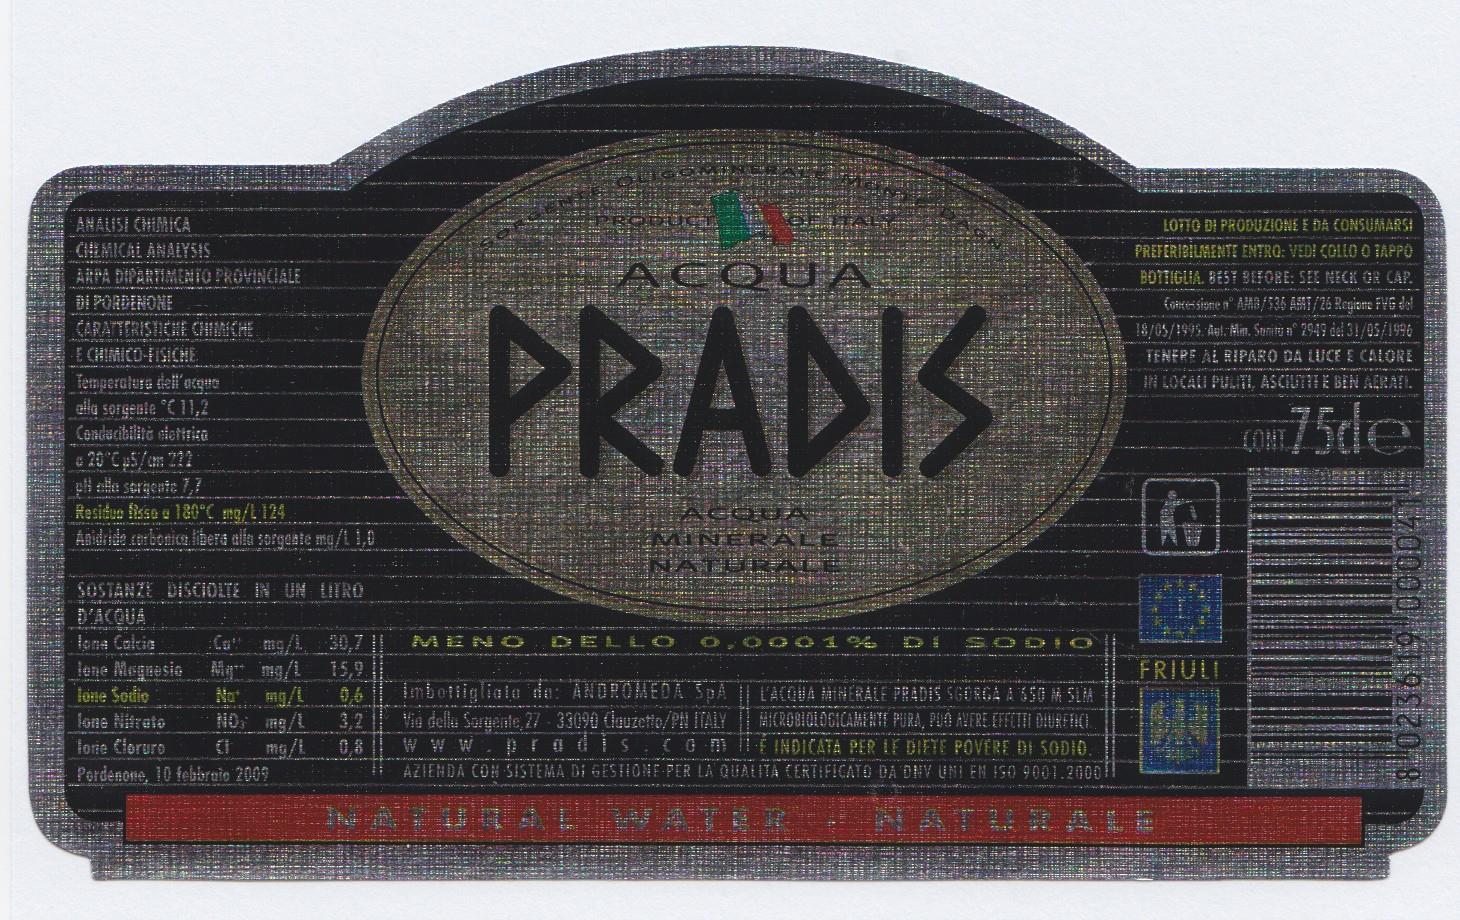 ANALISI CHIMICA
CHEMICAL ANALYSIS
ARPA DIPARTIMENTO PROVINCIALE
DI PORDENONE
CARATTERISTICHE CHIMICHE
E CHIMICO-FISICHE
Temperatura dell'acqua
alla sorgente °C 11,2
Conducibilità elettrica
a 20°C µS/cm 222
pH alla sorgente 7,7
Residuo fisso a 180°C mg/L 124
Anidride carbonica libera alla sorgente mg/L 1,0
SOSTANZE DISCIOLTE IN UN LITRO
D'ACQUA
Ione Calcio Ca++ mg/L 30,7
Ione Magnesio Mg++ mg/L 15,9
Ione Sodio Na+ mg/L 0,6
Ione Nitrato NO3- mg/L 3,2
Ione Cloruro Cl- mg/L 0,8
Pordenone, 10 febbraio 2009
SORGENTE OLIGOMINERALE MONTE
PRODUCT OF ITALY
ACQUA
PRADIS
ACQUA
MINERALE
NATURALE
MENO DELLO 0,0001% DI SODIO
Imbottigliata da: ANDROMEDA SpA
Via della Sorgente,27 - 33090 Clauzetto/PN ITALY
www.pradis.com
L'ACQUA MINERALE PRADIS SGORGA A 650 M SLM
MICROBIOLOGICAMENTE PURA, PUÒ AVERE EFFETTI DIURETICI.
È INDICATA PER LE DIETE POVERE DI SODIO.
AZIENDA CON SISTEMA DI GESTIONE PER LA QUALITÀ CERTIFICATO DA DNV UNI EN ISO 9001.2000
LOTTO DI PRODUZIONE E DA CONSUMARSI
PREFERIBILMENTE ENTRO: VEDI COLLO O TAPPO
BOTTIGLIA. BEST BEFORE: SEE NECK OR CAP.
Concessione n° AMB/536 AMT/26 Regione FVG del
18/05/1995. Aut. Min. Sanità n° 2949 del 31/05/1996
TENERE AL RIPARO DA LUCE E CALORE
IN LOCALI PULITI, ASCIUTTI E BEN AERATI.
CONT. 75cl e
FRIULI
8 023619 000041
NATURAL WATER - NATURALE